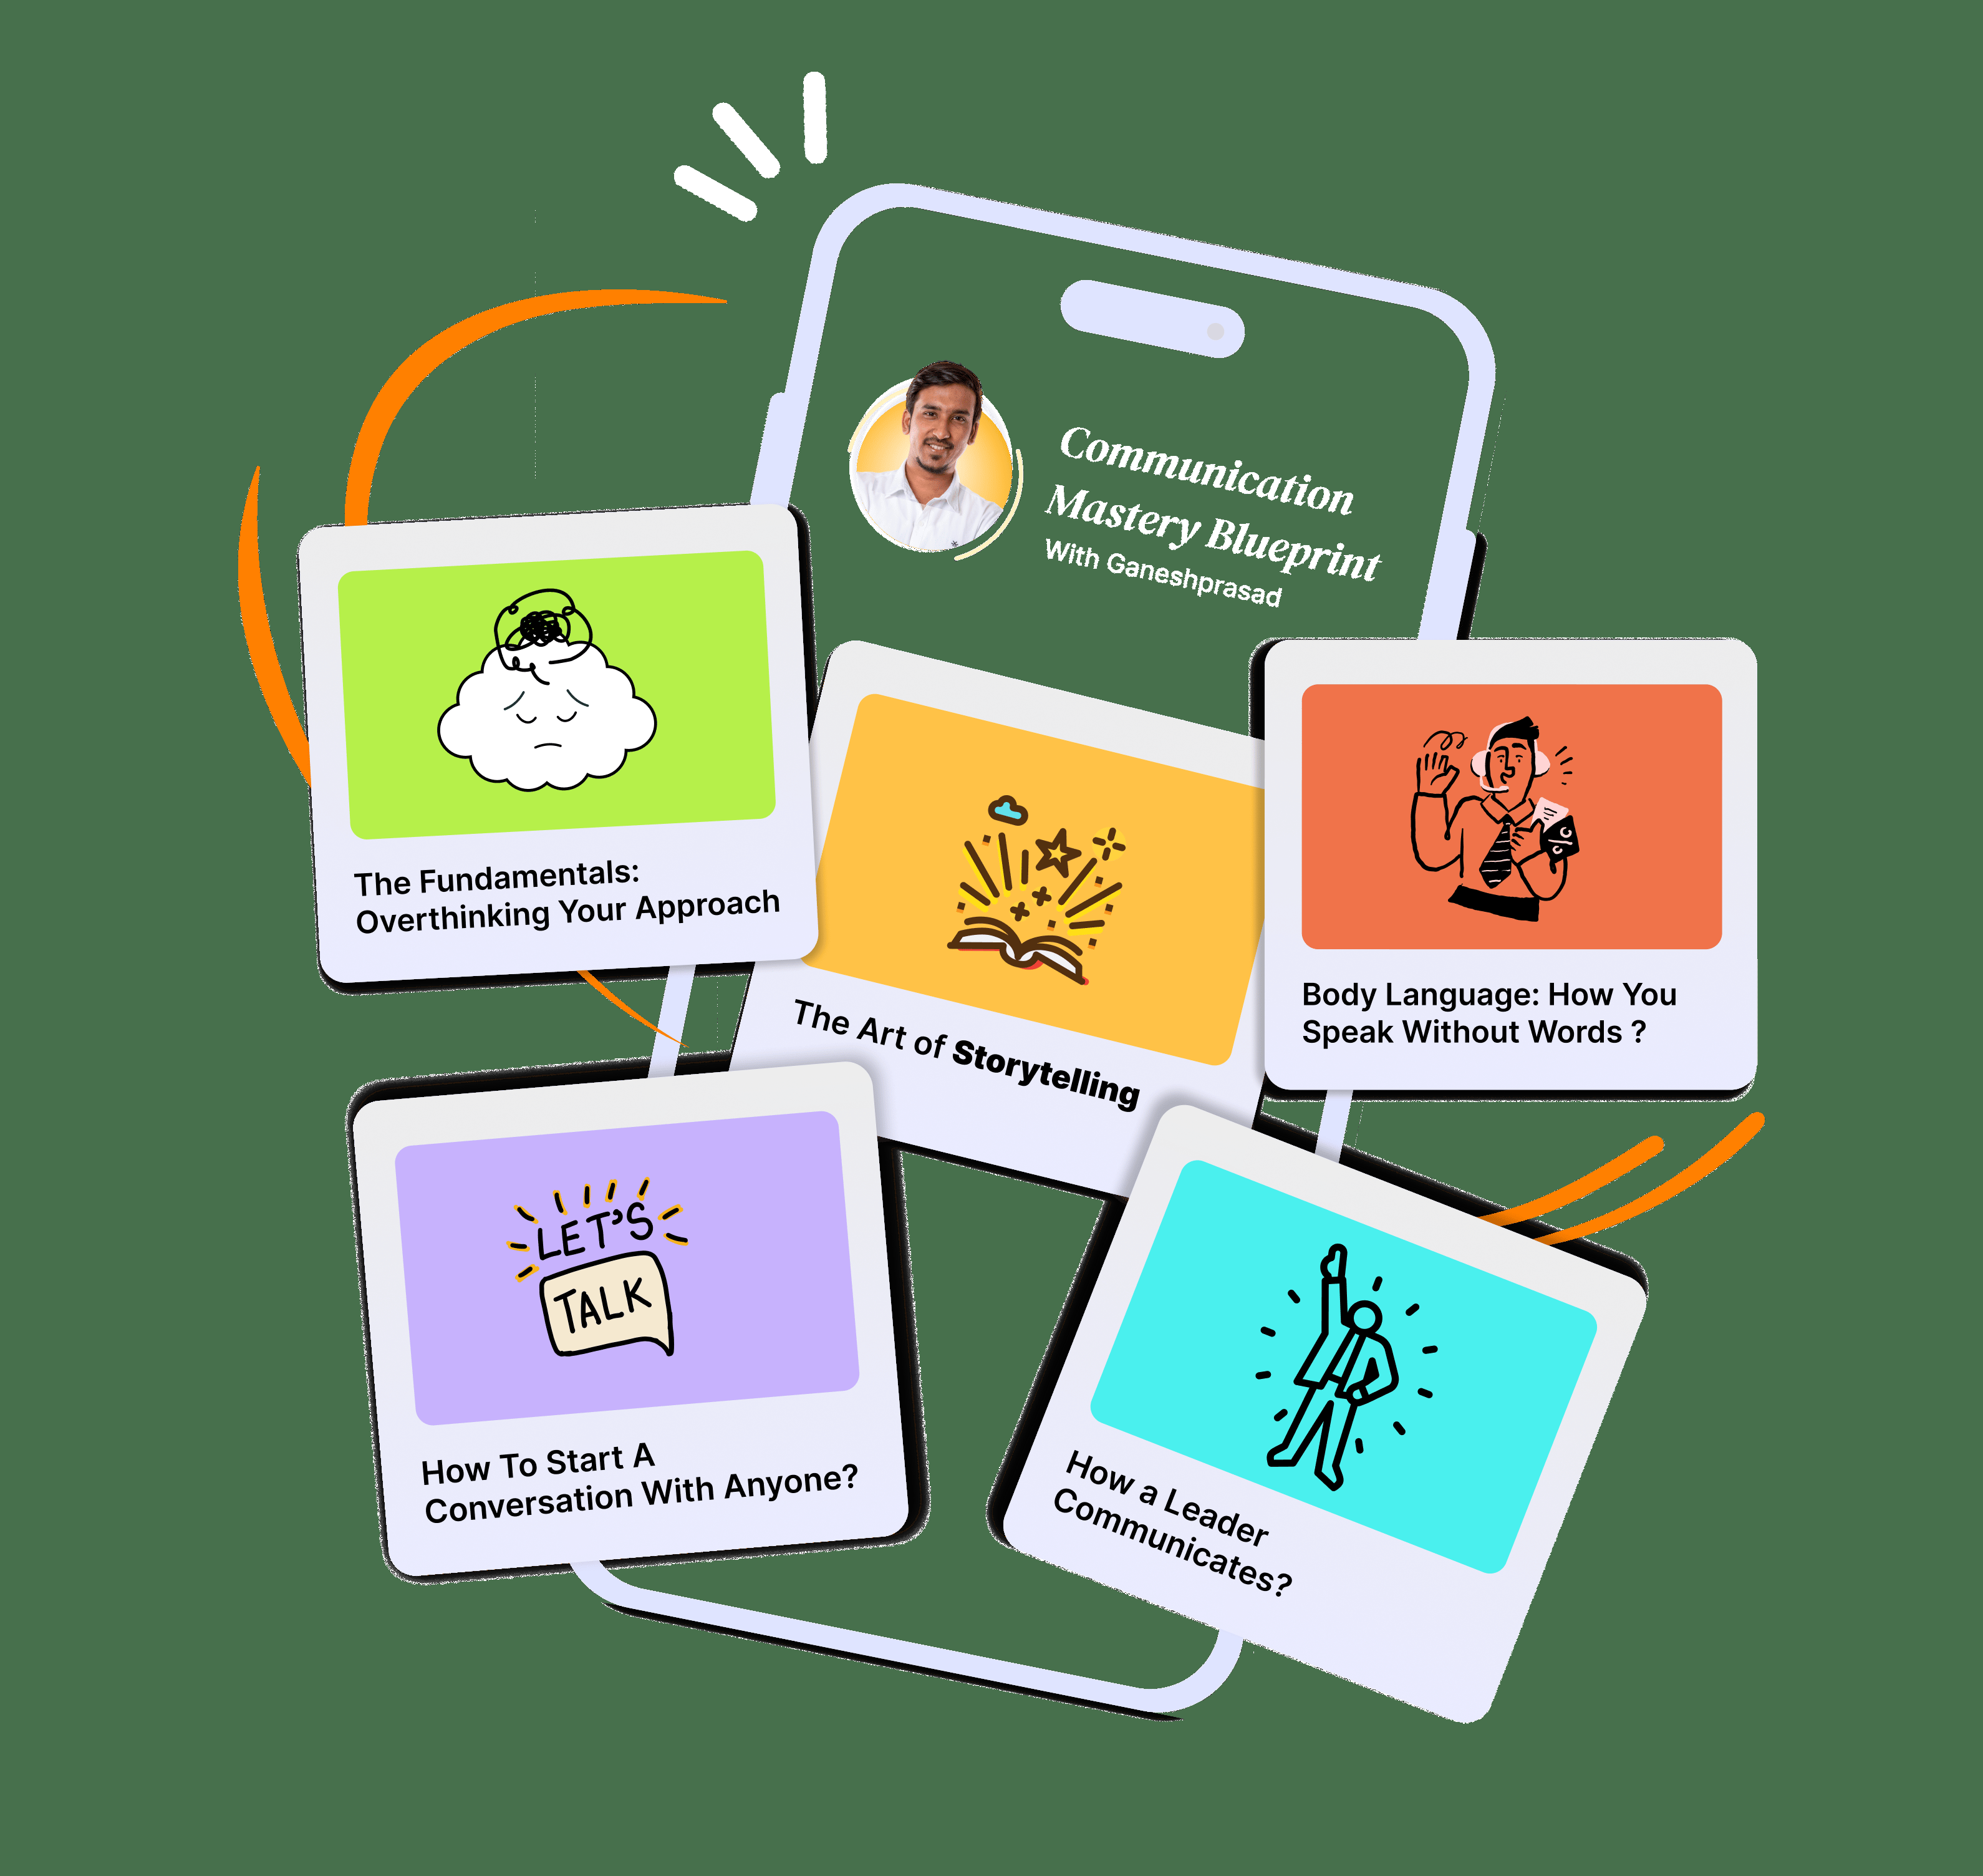 Communication
Mastery Blueprint
With Ganeshprasad
The Fundamentals:
Overthinking Your Approach
The Art of Storytelling
Body Language: How You
Speak Without Words ?
LET'S
TALK
How To Start A
Conversation With Anyone?
How a Leader
Communicates?